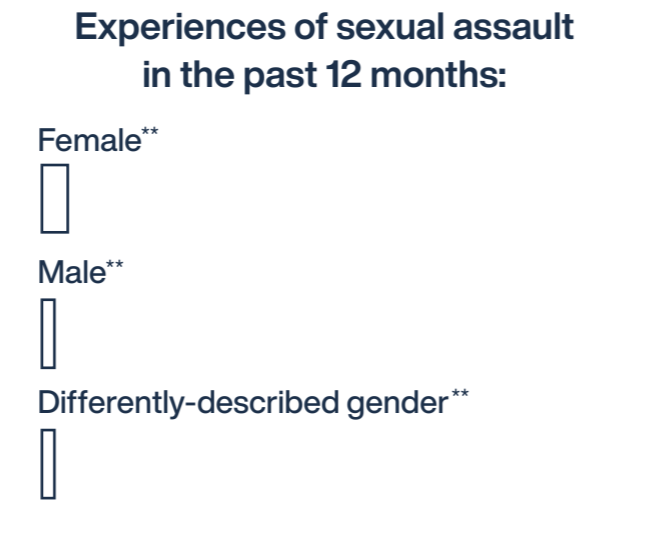 Experiences of sexual assault
in the past 12 months:
Female**
Male**
Differently-described gender**